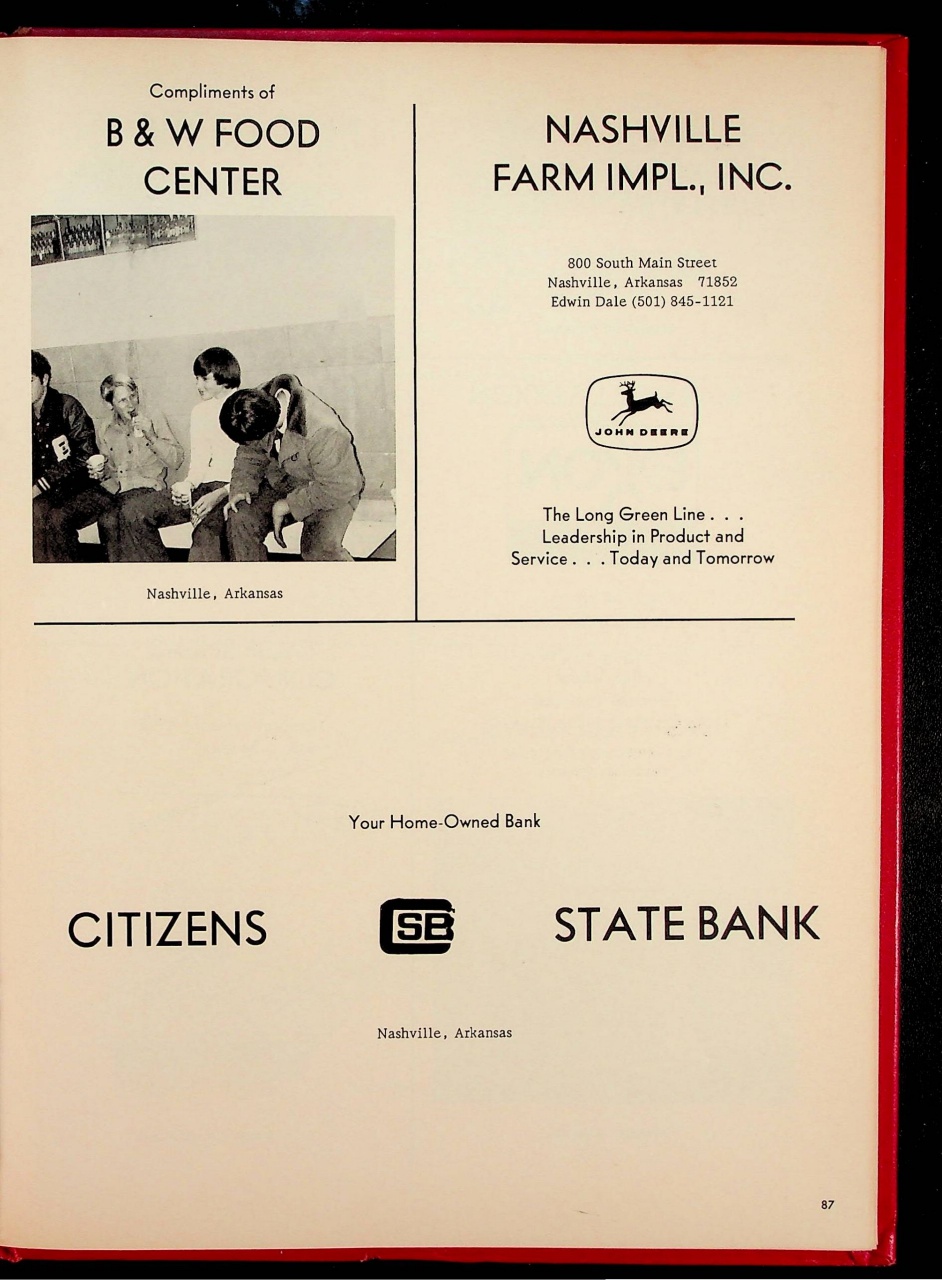 Compliments of
B & W FOOD
CENTER
Nashville, Arkansas
NASHVILLE
FARM IMPL., INC.
800 South Main Street
Nashville, Arkansas 71852
Edwin Dale (501) 845-1121
JOHN DEERE
The Long Green Line . . .
Leadership in Product and
Service . . . Today and Tomorrow
Your Home-Owned Bank
CITIZENS CSB STATE BANK
Nashville, Arkansas
87